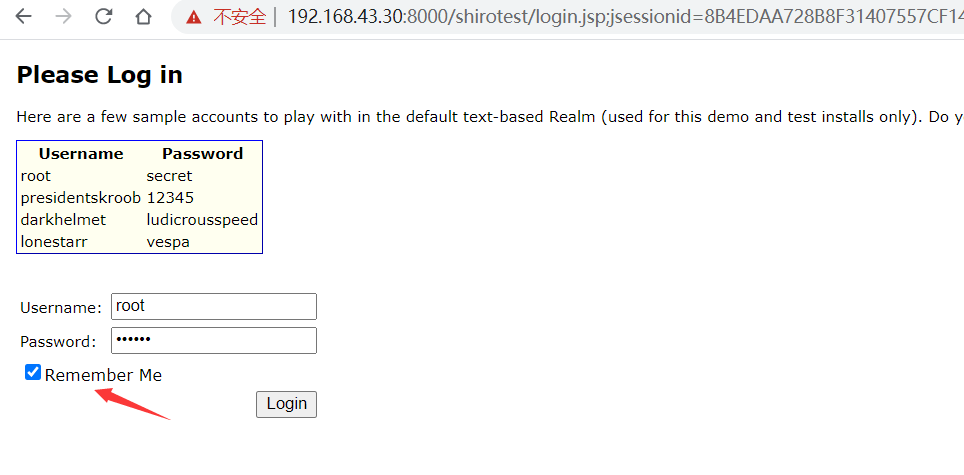 不安全 192.168.43.30:8000/shirotest/login.jsp;jsessionid=8B4EDAA728B8F31407557CF14
Please Log in
Here are a few sample accounts to play with in the default text-based Realm (used for this demo and test installs only). Do y
Username Password
root secret
presidentskroob 12345
darkhelmet ludicrousspeed
lonestarr vespa
Username: root
Password: ••••••
Remember Me
Login